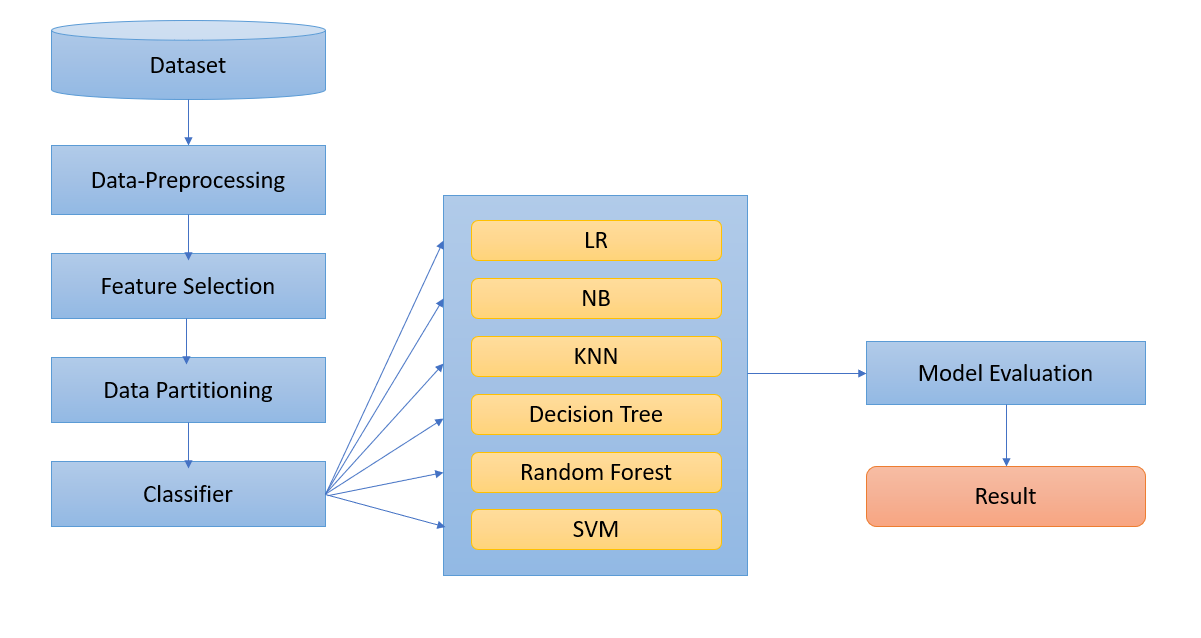 Dataset
Data-Preprocessing
Feature Selection
Data Partitioning
Classifier
LR
NB
KNN
Decision Tree
Random Forest
SVM
Model Evaluation
Result